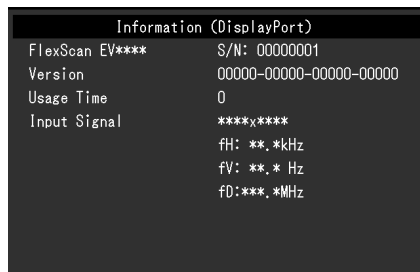 Information (DisplayPort)
FlexScan EV**** S/N: 00000001
Version 00000-00000-00000-00000
Usage Time 0
Input Signal ****x****
fH: **.*kHz
fV: **.* Hz
fD:***.*MHz